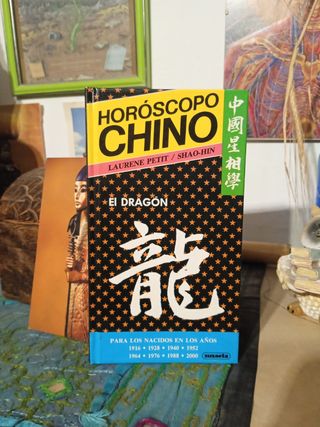 HORÓSCOPO
CHINO
LAURENE PETIT / SHAO-HIN
中國星相學
El DRAGÓN
龍
PARA LOS NACIDOS EN LOS AÑOS
1916 • 1928 • 1940 • 1952
1964 • 1976 • 1988 • 2000
susaeta